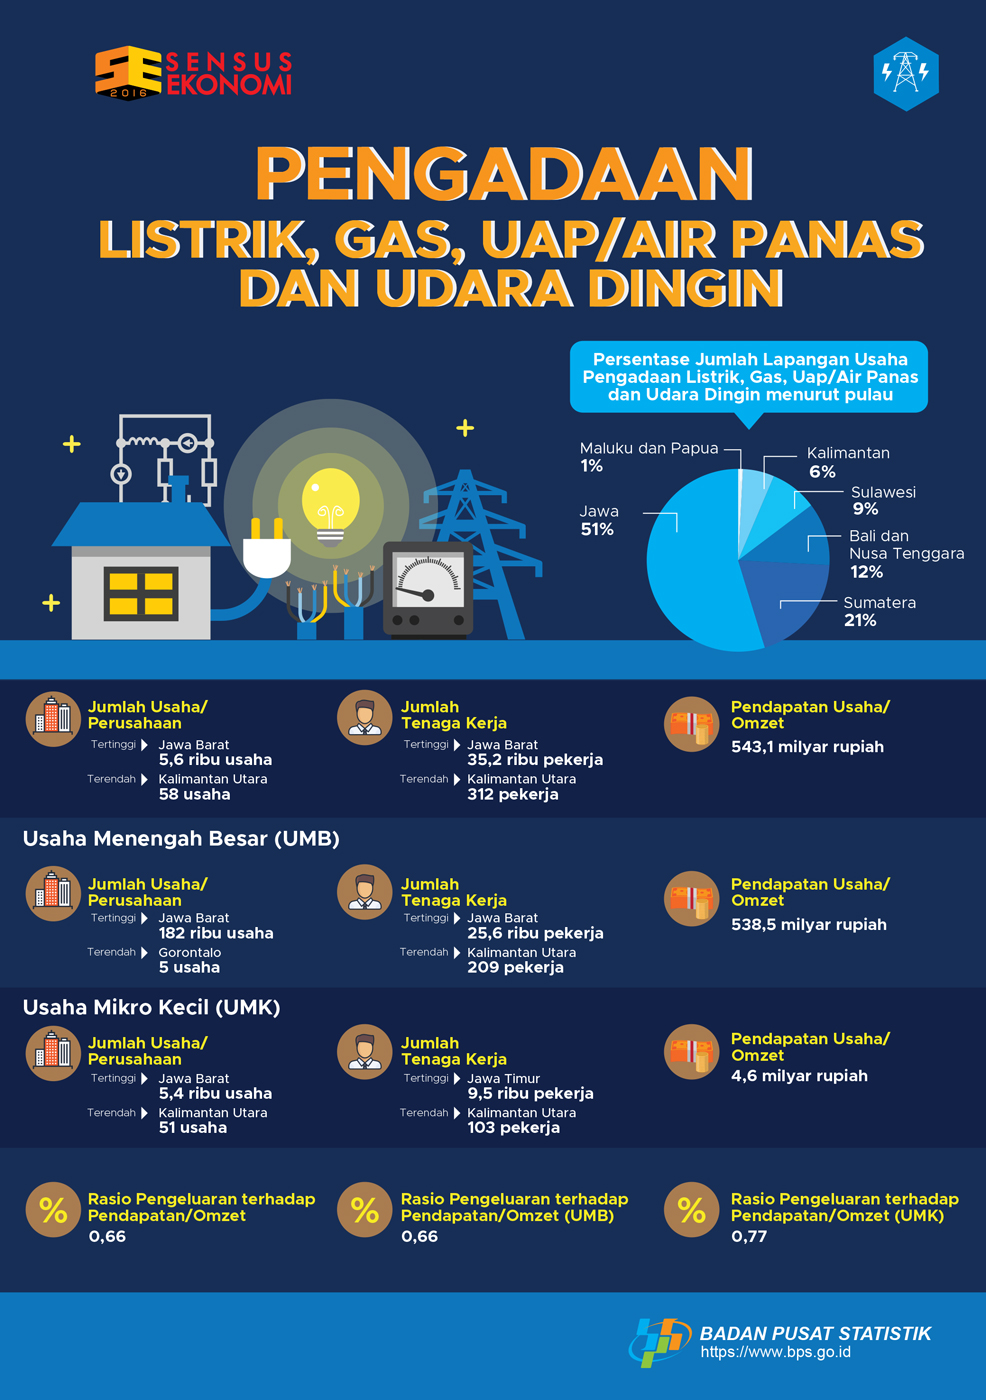 SENSUS
EKONOMI
2016
PENGADAAN
LISTRIK, GAS, UAP/AIR PANAS
DAN UDARA DINGIN
Persentase Jumlah Lapangan Usaha
Pengadaan Listrik, Gas, Uap/Air Panas
dan Udara Dingin menurut pulau
Maluku dan Papua
1%
Kalimantan
6%
Sulawesi
9%
Jawa
51%
Bali dan
Nusa Tenggara
12%
Sumatera
21%
Jumlah Usaha/
Perusahaan
Tertinggi Jawa Barat
5,6 ribu usaha
Terendah Kalimantan Utara
58 usaha
Jumlah
Tenaga Kerja
Tertinggi Jawa Barat
35,2 ribu pekerja
Terendah Kalimantan Utara
312 pekerja
Pendapatan Usaha/
Omzet
543,1 milyar rupiah
Usaha Menengah Besar (UMB)
Jumlah Usaha/
Perusahaan
Tertinggi Jawa Barat
182 ribu usaha
Terendah Gorontalo
5 usaha
Jumlah
Tenaga Kerja
Tertinggi Jawa Barat
25,6 ribu pekerja
Terendah Kalimantan Utara
209 pekerja
Pendapatan Usaha/
Omzet
538,5 milyar rupiah
Usaha Mikro Kecil (UMK)
Jumlah Usaha/
Perusahaan
Tertinggi Jawa Barat
5,4 ribu usaha
Terendah Kalimantan Utara
51 usaha
Jumlah
Tenaga Kerja
Tertinggi Jawa Timur
9,5 ribu pekerja
Terendah Kalimantan Utara
103 pekerja
Pendapatan Usaha/
Omzet
4,6 milyar rupiah
%
Rasio Pengeluaran terhadap
Pendapatan/Omzet
0,66
%
Rasio Pengeluaran terhadap
Pendapatan/Omzet (UMB)
0,66
%
Rasio Pengeluaran terhadap
Pendapatan/Omzet (UMK)
0,77
BADAN PUSAT STATISTIK
https://www.bps.go.id